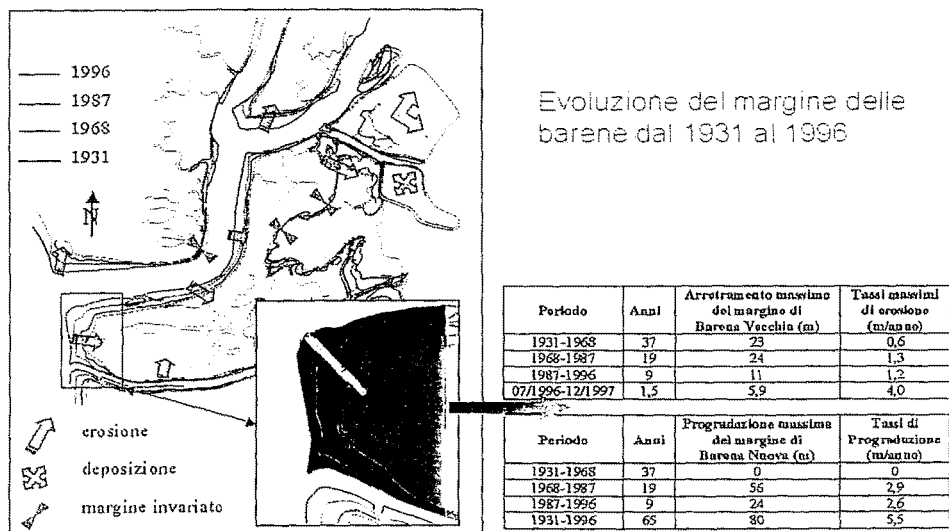 1996
1987
1968
1931
N
erosione
deposizione
margine invariato
Evoluzione del margine delle
barene dal 1931 al 1996
Periodo Anni Arretramento massimo del margine di Barena Vecchia (m) Tassi massimi di erosione (m/anno)
1931-1968 37 23 0,6
1968-1987 19 24 1,3
1987-1996 9 11 1,2
07/1996-12/1997 1,5 5,9 4,0
Periodo Anni Progradazione massima del margine di Barena Nuova (m) Tassi di Progradazione (m/anno)
1931-1968 37 0 0
1968-1987 19 56 2,9
1987-1996 9 24 2,6
1931-1996 65 80 5,5